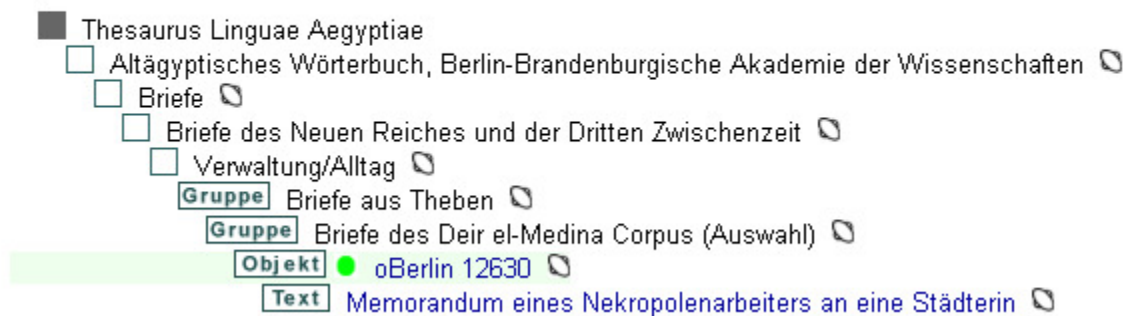 Thesaurus Linguae Aegyptiae
Altägyptisches Wörterbuch, Berlin-Brandenburgische Akademie der Wissenschaften
Briefe
Briefe des Neuen Reiches und der Dritten Zwischenzeit
Verwaltung/Alltag
Gruppe Briefe aus Theben
Gruppe Briefe des Deir el-Medina Corpus (Auswahl)
Objekt oBerlin 12630
Text Memorandum eines Nekropolenarbeiters an eine Städterin